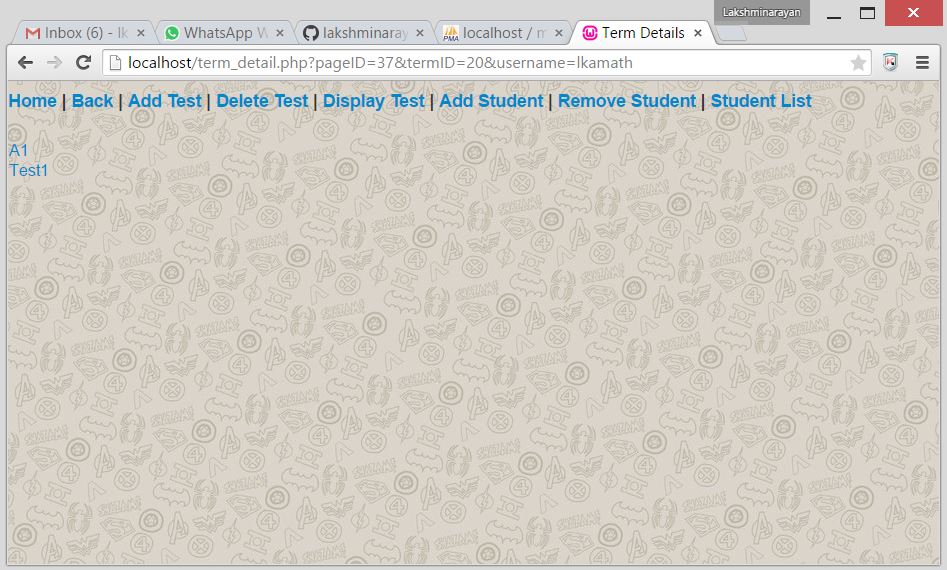 Lakshminarayan
Inbox (6) - lk
WhatsApp W
lakshminaray
localhost / m
Term Details
localhost/term_detail.php?pageID=37&termID=20&username=lkamath
Home | Back | Add Test | Delete Test | Display Test | Add Student | Remove Student | Student List
A1
Test1